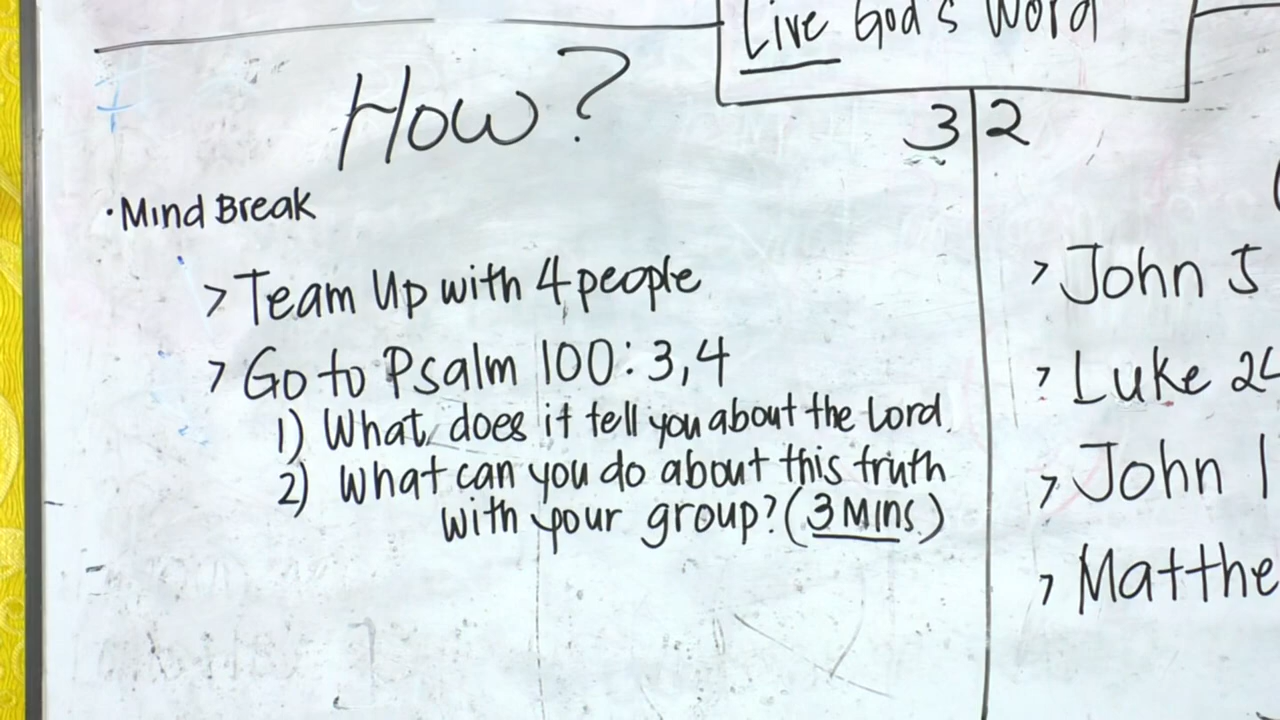 Live God's Word
How?
3 2
• Mind Break
> Team Up with 4 people
> Go to Psalm 100:3,4
1) What does it tell you about the Lord.
2) What can you do about this truth
with your group? (3 MINS.)
> John 5
> Luke
> John 1
> Matthe